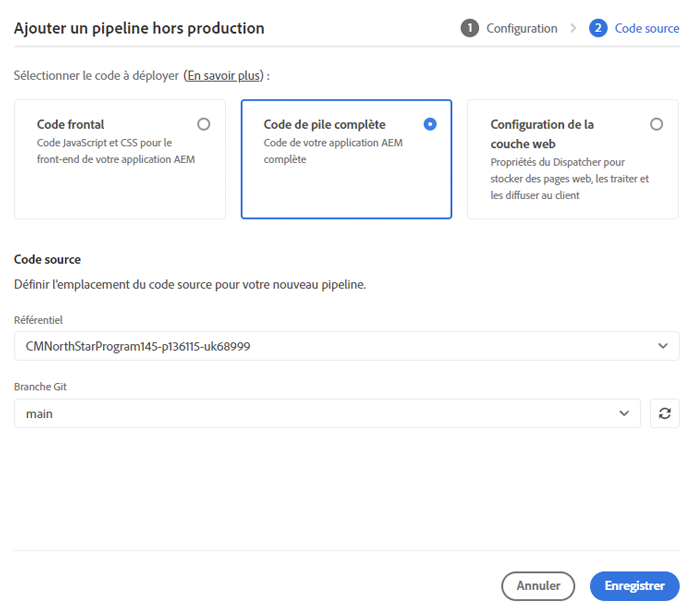 Ajouter un pipeline hors production
1 Configuration > 2 Code source
Sélectionner le code à déployer (En savoir plus) :
Code frontal
Code JavaScript et CSS pour le
front-end de votre application AEM
Code de pile complète
Code de votre application AEM
complète
Configuration de la
couche web
Propriétés du Dispatcher pour
stocker des pages web, les traiter et
les diffuser au client
Code source
Définir l'emplacement du code source pour votre nouveau pipeline.
Référentiel
CMNorthStarProgram145-p136115-uk68999
Branche Git
main
Annuler
Enregistrer